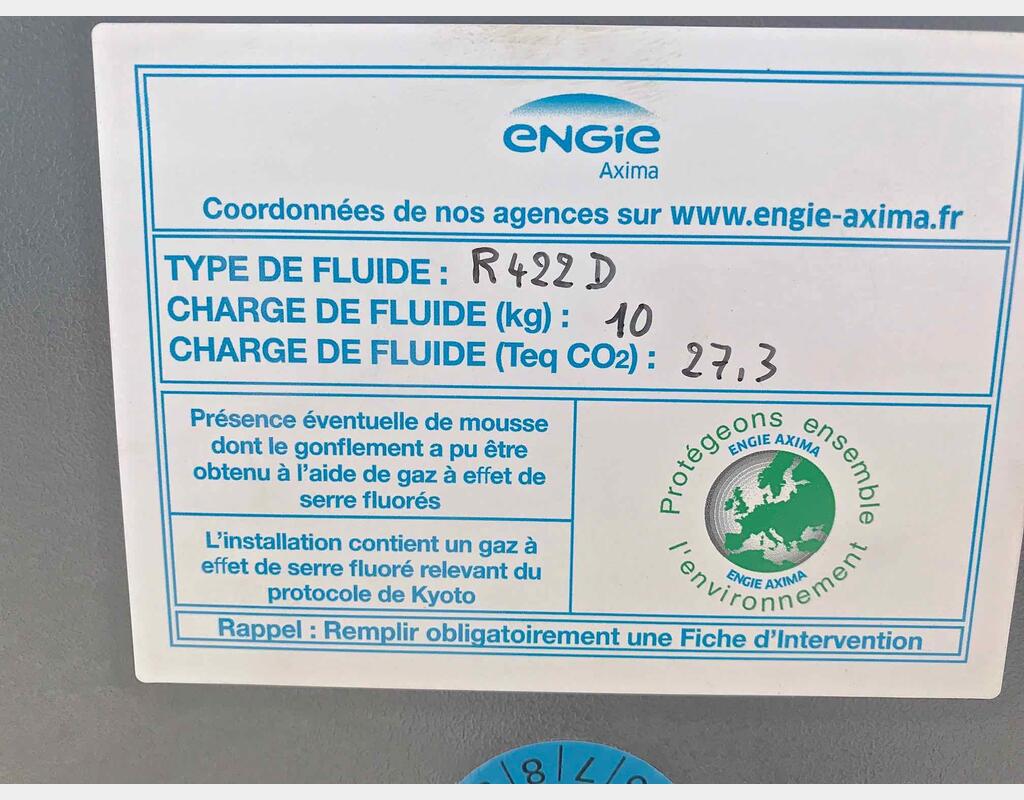 ENGiE
Axima
Coordonnées de nos agences sur www.engie-axima.fr
TYPE DE FLUIDE : R422D
CHARGE DE FLUIDE (kg) : 10
CHARGE DE FLUIDE (Teq CO2) : 27,3
Présence éventuelle de mousse
dont le gonflement a pu être
obtenu à l'aide de gaz à effet de
serre fluorés
L'installation contient un gaz à
effet de serre fluoré relevant du
protocole de Kyoto
Protégeons ensemble
ENGIE AXIMA
ENGIE AXIMA
l'environnement
Rappel : Remplir obligatoirement une Fiche d'Intervention
8 7